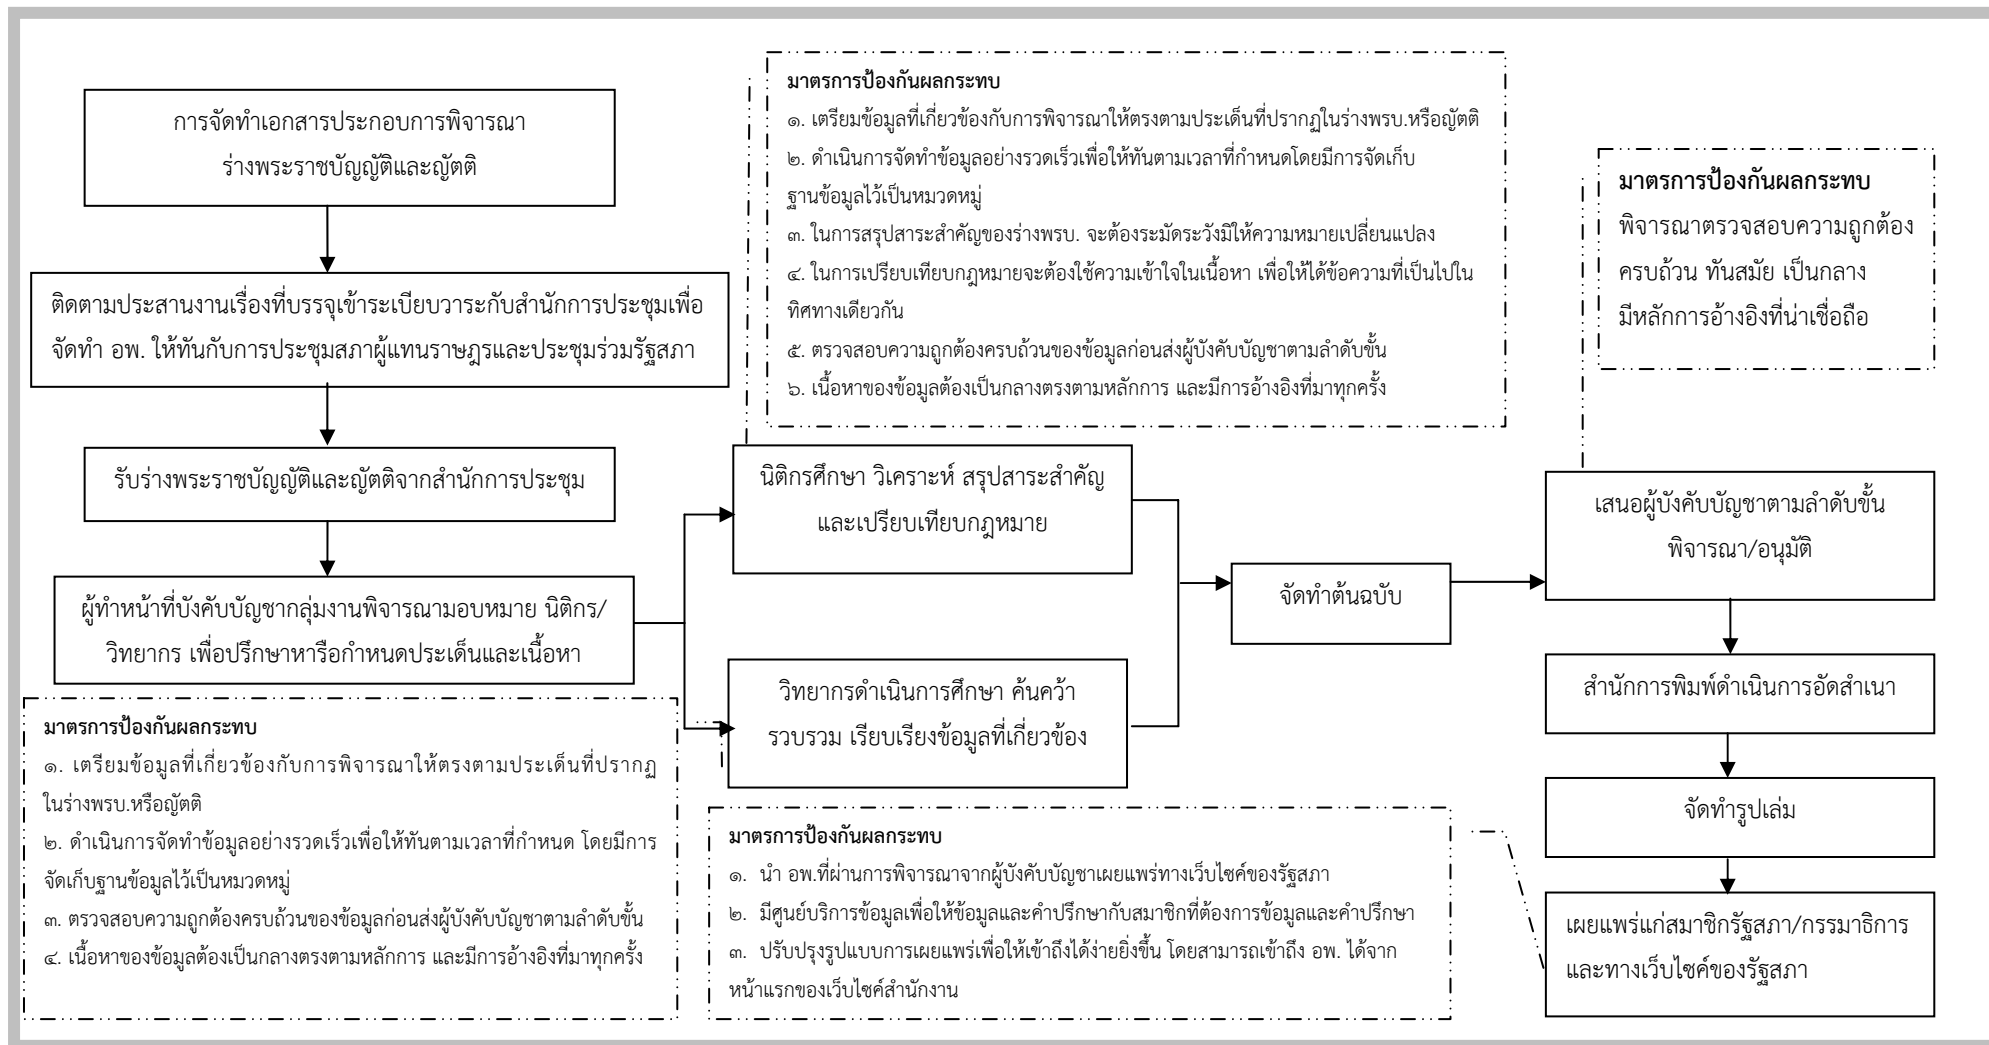 การจัดทำเอกสารประกอบการพิจารณา
ร่างพระราชบัญญัติและญัตติ
ติดตามประสานงานเรื่องที่บรรจุเข้าระเบียบวาระกับสำนักการประชุมเพื่อ
จัดทำ อพ. ให้ทันกับการประชุมสภาผู้แทนราษฎรและประชุมร่วมรัฐสภา
รับร่างพระราชบัญญัติและญัตติจากสำนักการประชุม
ผู้ทำหน้าที่บังคับบัญชากลุ่มงานพิจารณามอบหมาย นิติกร/
วิทยากร เพื่อปรึกษาหารือกำหนดประเด็นและเนื้อหา
มาตรการป้องกันผลกระทบ
๑. เตรียมข้อมูลที่เกี่ยวข้องกับการพิจารณาให้ตรงตามประเด็นที่ปรากฏ
ในร่างพรบ.หรือญัตติ
๒. ดำเนินการจัดทำข้อมูลอย่างรวดเร็วเพื่อให้ทันตามเวลาที่กำหนด โดยมีการ
จัดเก็บฐานข้อมูลไว้เป็นหมวดหมู่
๓. ตรวจสอบความถูกต้องครบถ้วนของข้อมูลก่อนส่งผู้บังคับบัญชาตามลำดับขั้น
๔. เนื้อหาของข้อมูลต้องเป็นกลางตรงตามหลักการ และมีการอ้างอิงที่มาทุกครั้ง
มาตรการป้องกันผลกระทบ
๑. เตรียมข้อมูลที่เกี่ยวข้องกับการพิจารณาให้ตรงตามประเด็นที่ปรากฏในร่างพรบ.หรือญัตติ
๒. ดำเนินการจัดทำข้อมูลอย่างรวดเร็วเพื่อให้ทันตามเวลาที่กำหนดโดยมีการจัดเก็บ
ฐานข้อมูลไว้เป็นหมวดหมู่
๓. ในการสรุปสาระสำคัญของร่างพรบ. จะต้องระมัดระวังมิให้ความหมายเปลี่ยนแปลง
๔. ในการเปรียบเทียบกฎหมายจะต้องใช้ความเข้าใจในเนื้อหา เพื่อให้ได้ข้อความที่เป็นไปใน
ทิศทางเดียวกัน
๕. ตรวจสอบความถูกต้องครบถ้วนของข้อมูลก่อนส่งผู้บังคับบัญชาตามลำดับขั้น
๖. เนื้อหาของข้อมูลต้องเป็นกลางตรงตามหลักการ และมีการอ้างอิงที่มาทุกครั้ง
นิติกรศึกษา วิเคราะห์ สรุปสาระสำคัญ
และเปรียบเทียบกฎหมาย
วิทยากรดำเนินการศึกษา ค้นคว้า
รวบรวม เรียบเรียงข้อมูลที่เกี่ยวข้อง
มาตรการป้องกันผลกระทบ
๑. นำ อพ.ที่ผ่านการพิจารณาจากผู้บังคับบัญชาเผยแพร่ทางเว็บไซค์ของรัฐสภา
๒. มีศูนย์บริการข้อมูลเพื่อให้ข้อมูลและคำปรึกษากับสมาชิกที่ต้องการข้อมูลและคำปรึกษา
๓. ปรับปรุงรูปแบบการเผยแพร่เพื่อให้เข้าถึงได้ง่ายยิ่งขึ้น โดยสามารถเข้าถึง อพ. ได้จาก
หน้าแรกของเว็บไซค์สำนักงาน
จัดทำต้นฉบับ
มาตรการป้องกันผลกระทบ
พิจารณาตรวจสอบความถูกต้อง
ครบถ้วน ทันสมัย เป็นกลาง
มีหลักการอ้างอิงที่น่าเชื่อถือ
เสนอผู้บังคับบัญชาตามลำดับขั้น
พิจารณา/อนุมัติ
สำนักการพิมพ์ดำเนินการอัดสำเนา
จัดทำรูปเล่ม
เผยแพร่แก่สมาชิกรัฐสภา/กรรมาธิการ
และทางเว็บไซค์ของรัฐสภา